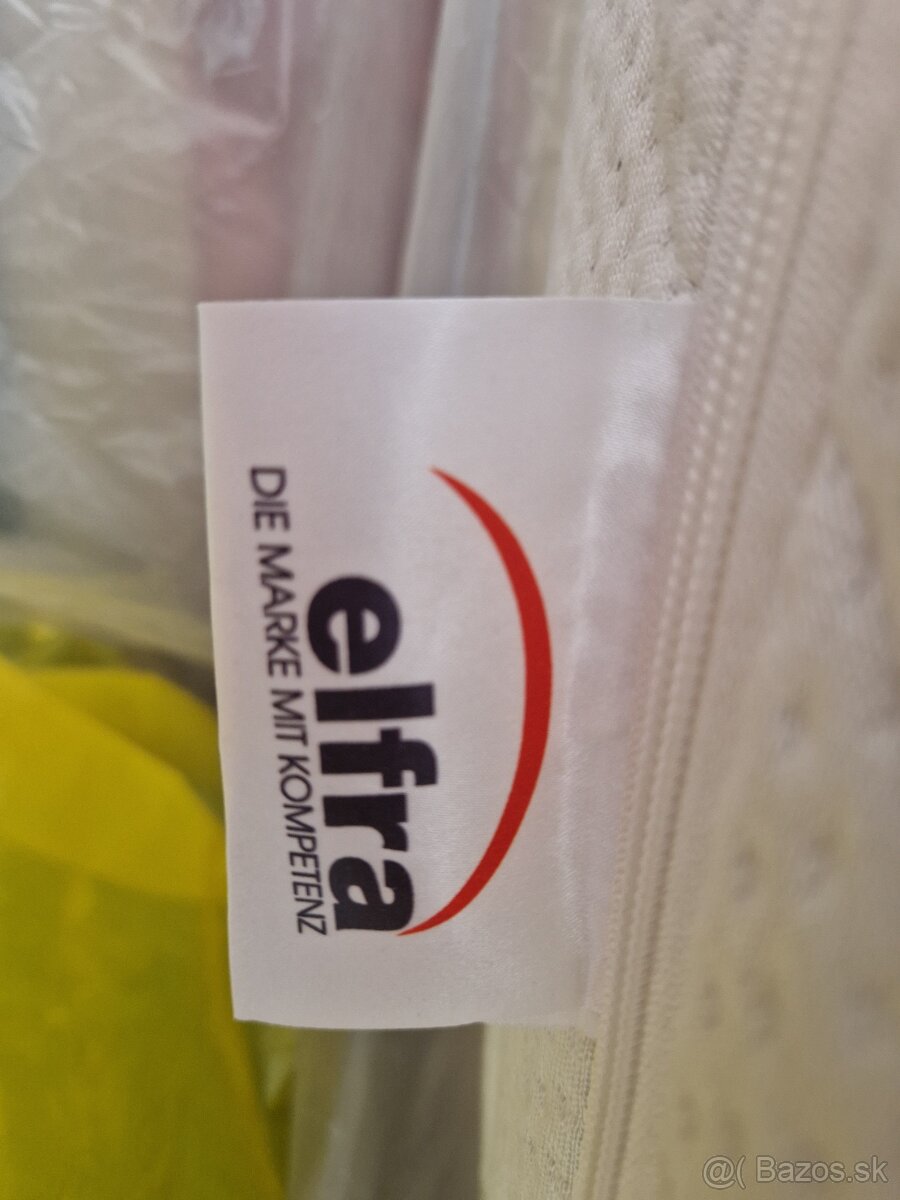 elfra
DIE MARKE MIT KOMPETENZ
@( Bazos.sk